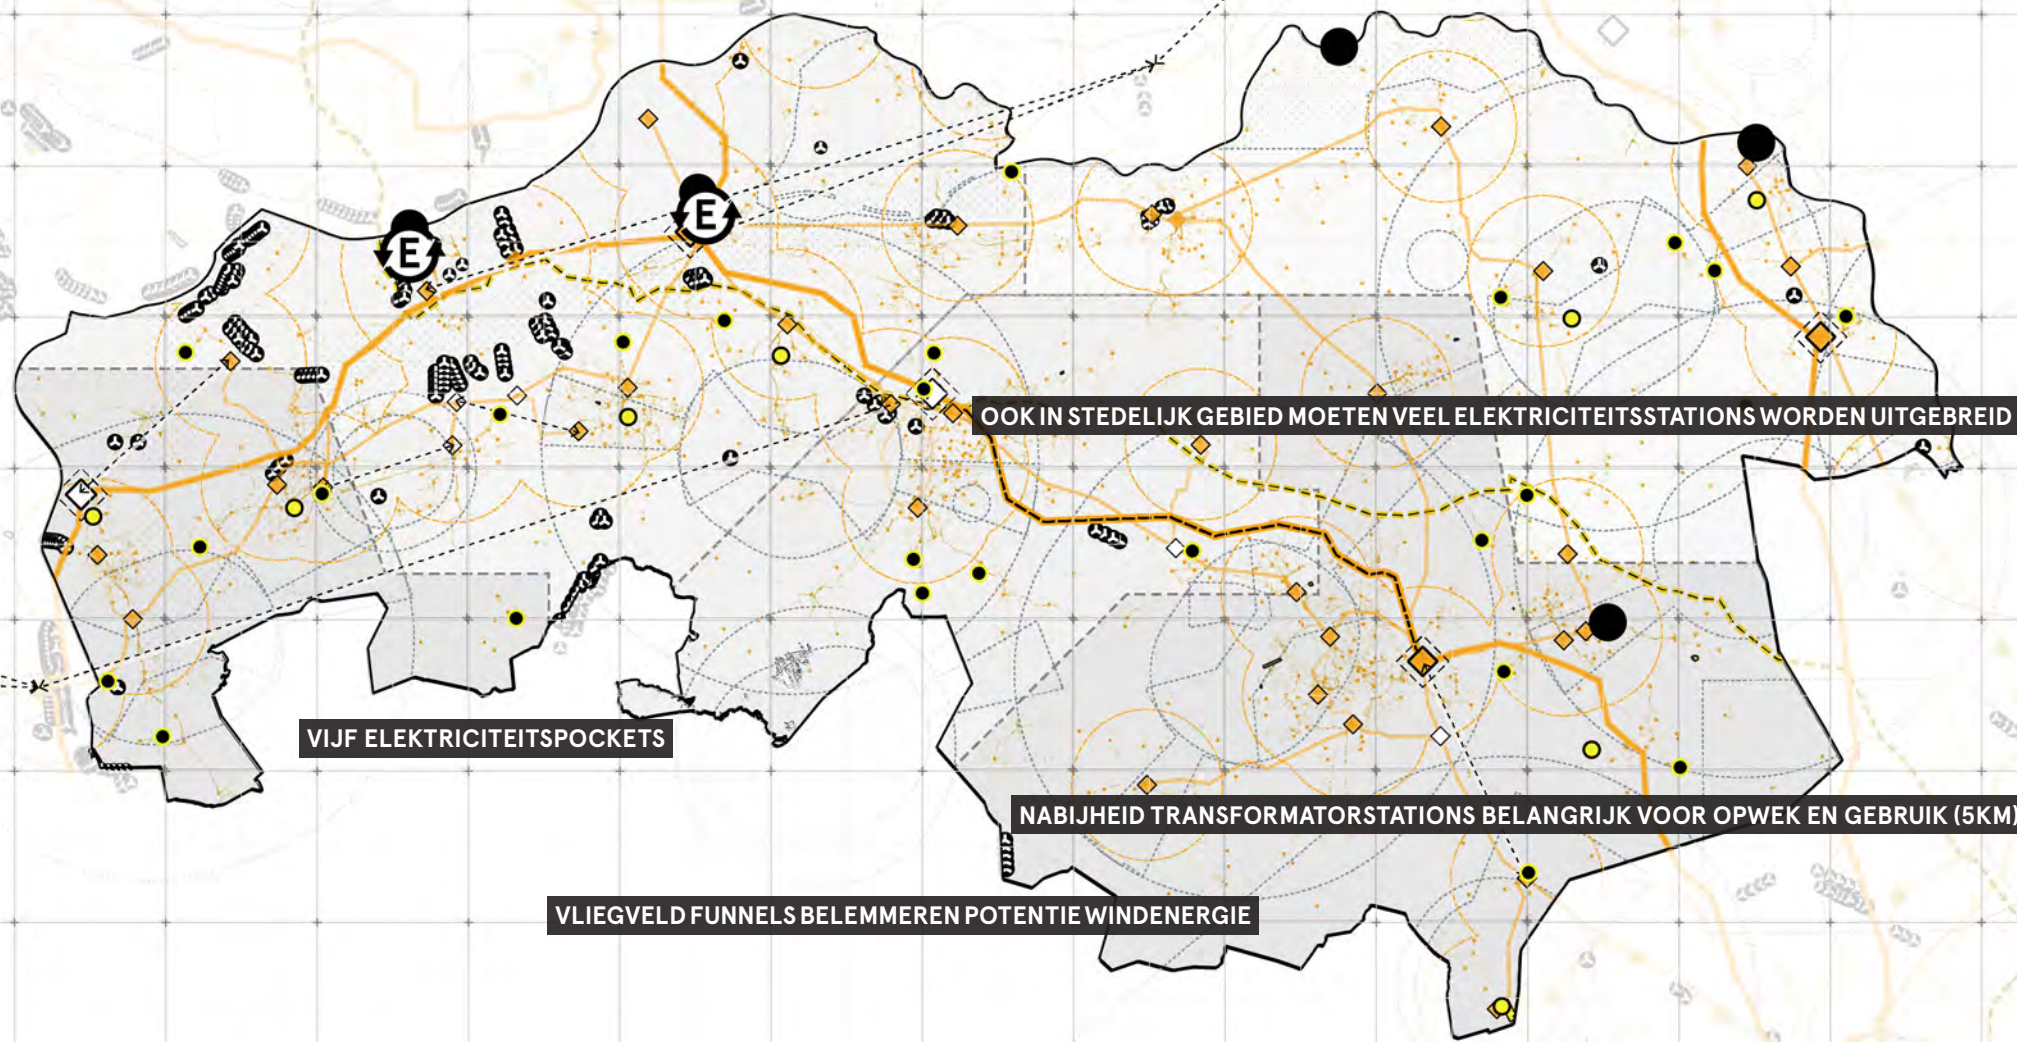 E
E
OOK IN STEDELIJK GEBIED MOETEN VEEL ELEKTRICITEITSSTATIONS WORDEN UITGEBREID
VIJF ELEKTRICITEITSPOCKETS
NABIJHEID TRANSFORMATORSTATIONS BELANGRIJK VOOR OPWEK EN GEBRUIK (5KM)
VLIEGVELD FUNNELS BELEMMEREN POTENTIE WINDENERGIE